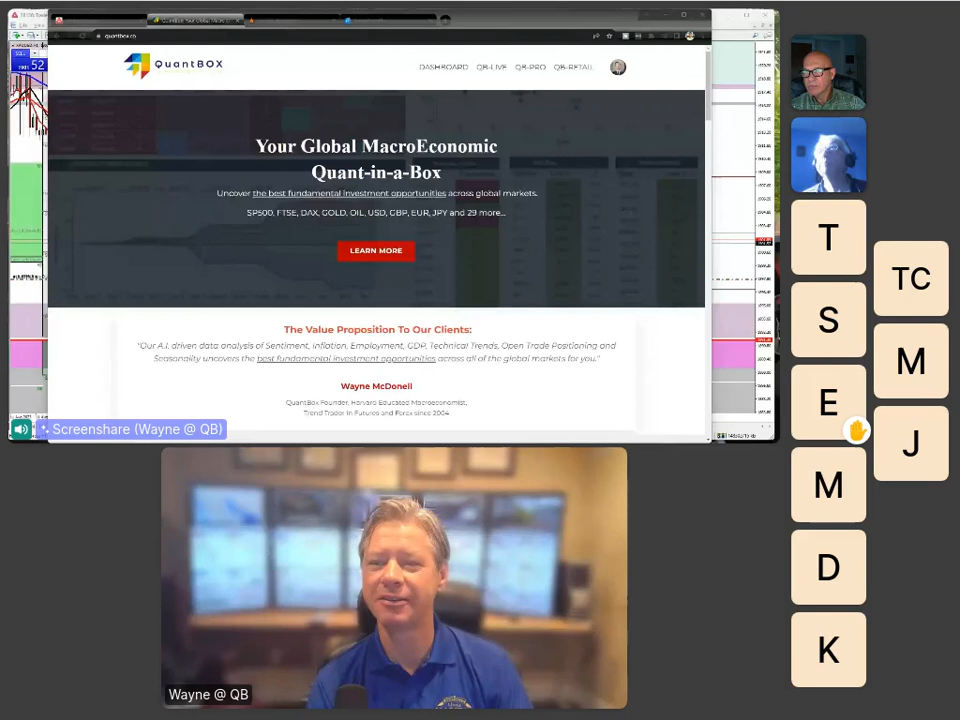 quantbox.co
QuantBOX
DASHBOARD QB-LIVE QB-PRO QB-RETAIL
Your Global MacroEconomic
Quant-in-a-Box
Uncover the best fundamental investment opportunities across global markets.
SP500, FTSE, DAX, GOLD, OIL, USD, GBP, EUR, JPY and 29 more...
LEARN MORE
The Value Proposition To Our Clients:
"Our A.I. driven data analysis of Sentiment, Inflation, Employment, GDP, Technical Trends, Open Trade Positioning and
Seasonality uncovers the best fundamental investment opportunities across all of the global markets for you."
Wayne McDonell
QuantBox Founder, Harvard Educated Macroeconomist,
Trend Trader in Futures and Forex since 2004
Screenshare (Wayne @ QB)
Wayne @ QB
T
S
E
M
D
K
TC
M
J